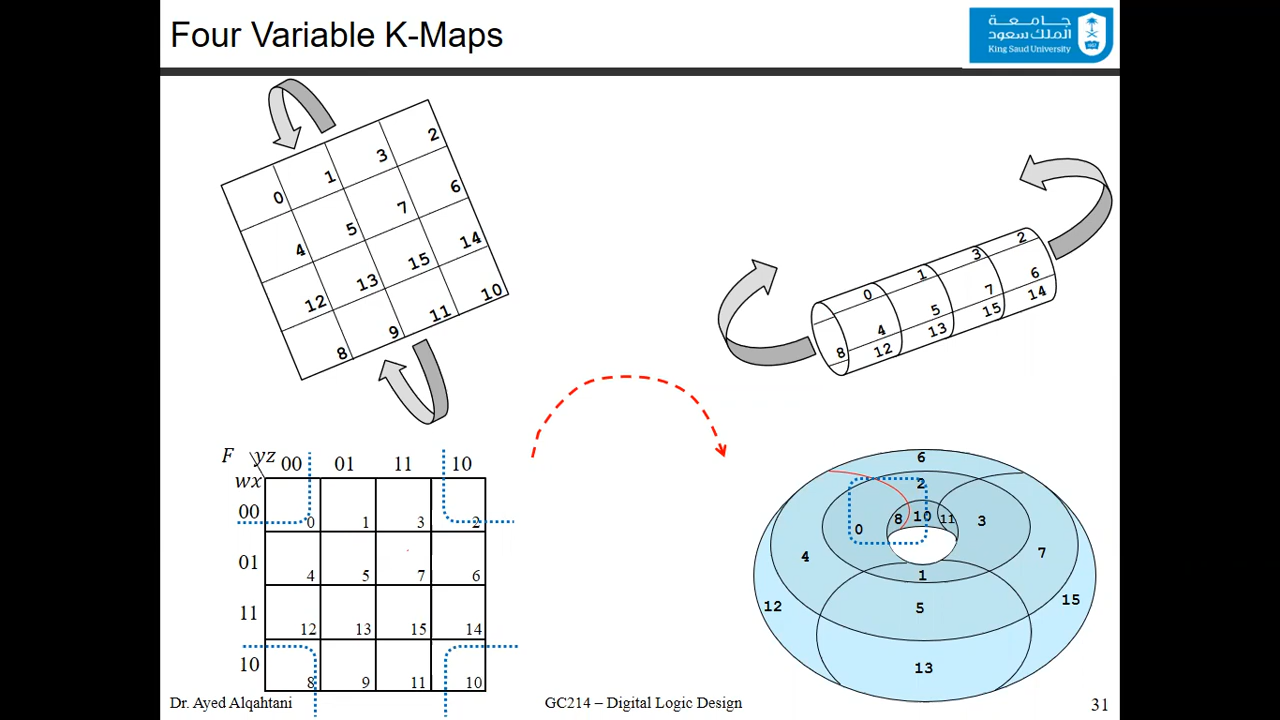 Four Variable K-Maps
جامعة
الملك سعود
King Saud University
0 1 3 2
4 5 7 6
12 13 15 14
8 9 11 10
0 1 3 2
4 5 7 6
8 12 13 15 14
F yz 00 01 11 10
wx
00 0 1 3 2
01 4 5 7 6
11 12 13 15 14
10 8 9 11 10
6
2
8 10 11
0 3
4 7
1
12 5 15
13
Dr. Ayed Alqahtani GC214 – Digital Logic Design 31